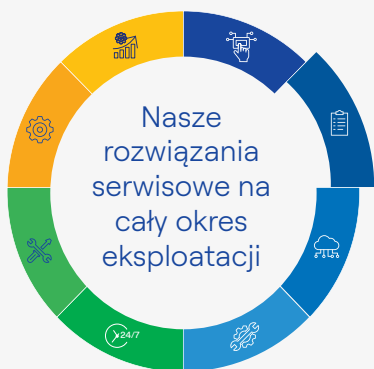 Nasze
rozwiązania
serwisowe na
cały okres
eksploatacji
24/7